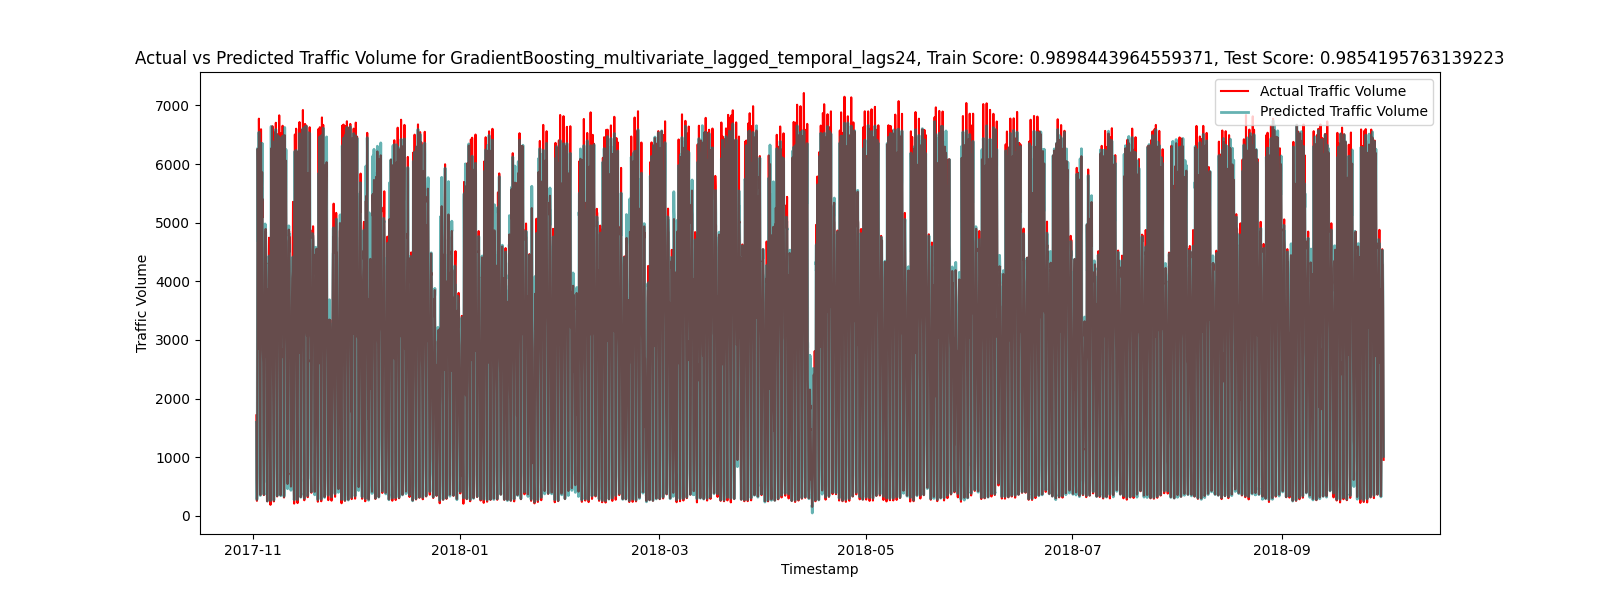 Actual vs Predicted Traffic Volume for GradientBoosting_multivariate_lagged_temporal_lags24, Train Score: 0.9898443964559371, Test Score: 0.9854195763139223
Actual Traffic Volume
Predicted Traffic Volume
Traffic Volume
7000
6000
5000
4000
3000
2000
1000
0
2017-11 2018-01 2018-03 2018-05 2018-07 2018-09
Timestamp